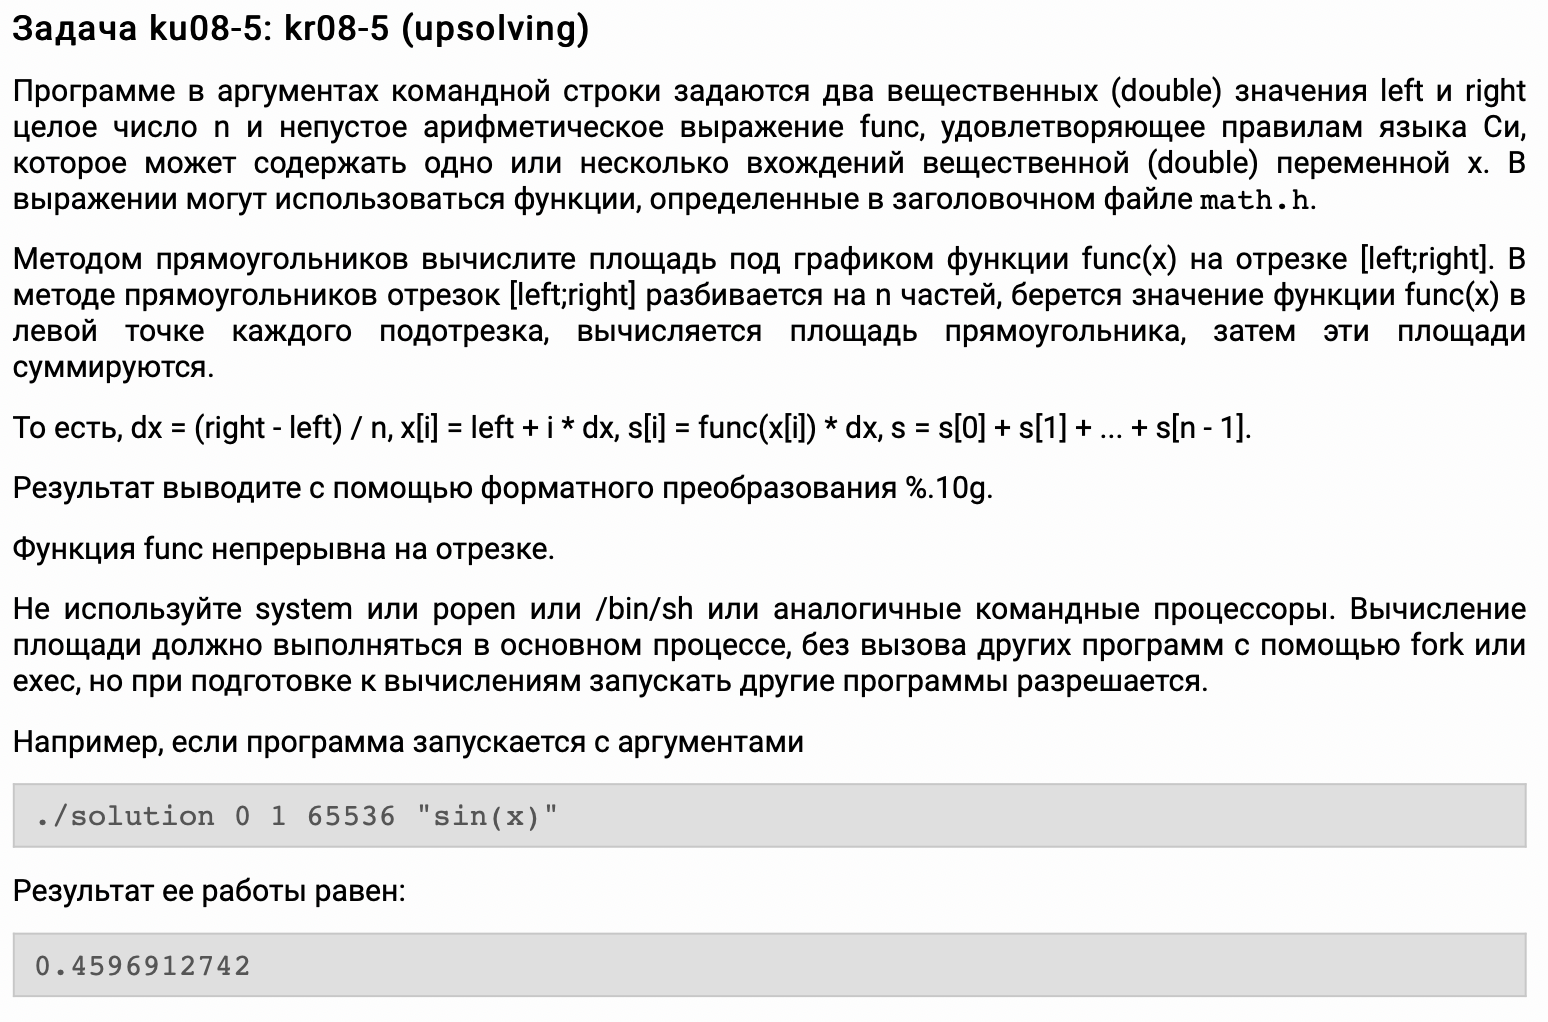 Задача ku08-5: kr08-5 (upsolving)
Программе в аргументах командной строки задаются два вещественных (double) значения left и right
целое число n и непустое арифметическое выражение func, удовлетворяющее правилам языка Си,
которое может содержать одно или несколько вхождений вещественной (double) переменной x. В
выражении могут использоваться функции, определенные в заголовочном файле math.h.
Методом прямоугольников вычислите площадь под графиком функции func(x) на отрезке [left;right]. В
методе прямоугольников отрезок [left;right] разбивается на n частей, берется значение функции func(x) в
левой точке каждого подотрезка, вычисляется площадь прямоугольника, затем эти площади
суммируются.
То есть, dx = (right - left) / n, x[i] = left + i * dx, s[i] = func(x[i]) * dx, s = s[0] + s[1] + ... + s[n - 1].
Результат выводите с помощью форматного преобразования %.10g.
Функция func непрерывна на отрезке.
Не используйте system или popen или /bin/sh или аналогичные командные процессоры. Вычисление
площади должно выполняться в основном процессе, без вызова других программ с помощью fork или
exec, но при подготовке к вычислениям запускать другие программы разрешается.
Например, если программа запускается с аргументами
./solution 0 1 65536 "sin(x)"
Результат ее работы равен:
0.4596912742